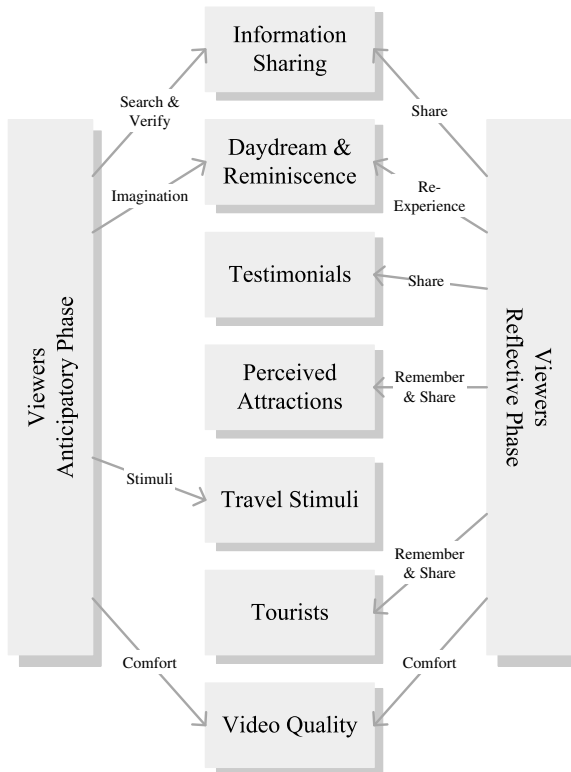 Information
Sharing
Search &
Verify
Share
Daydream &
Reminiscence
Imagination
Re-
Experience
Testimonials
Share
Viewers
Anticipatory Phase
Viewers
Reflective Phase
Perceived
Attractions
Remember
& Share
Stimuli
Travel Stimuli
Remember
& Share
Tourists
Comfort
Comfort
Video Quality